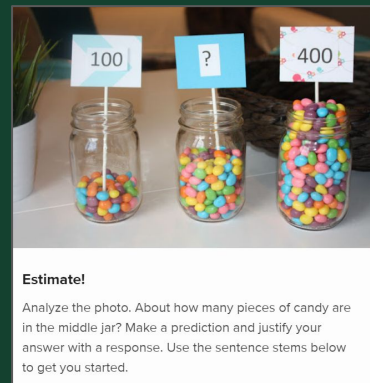 100 ? 400
Estimate!
Analyze the photo. About how many pieces of candy are
in the middle jar? Make a prediction and justify your
answer with a response. Use the sentence stems below
to get you started.